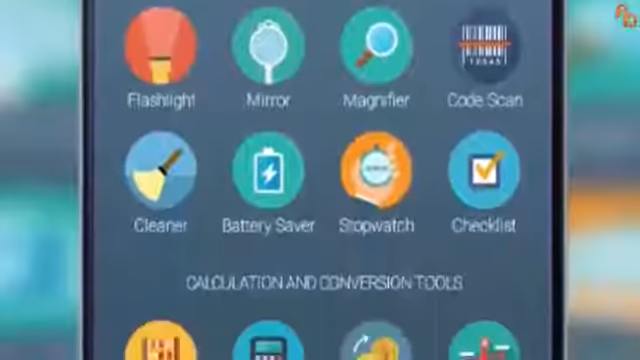 Flashlight Mirror Magnifier Code Scan
Cleaner Battery Saver Stopwatch Checklist
CALCULATION AND CONVERSION TOOLS